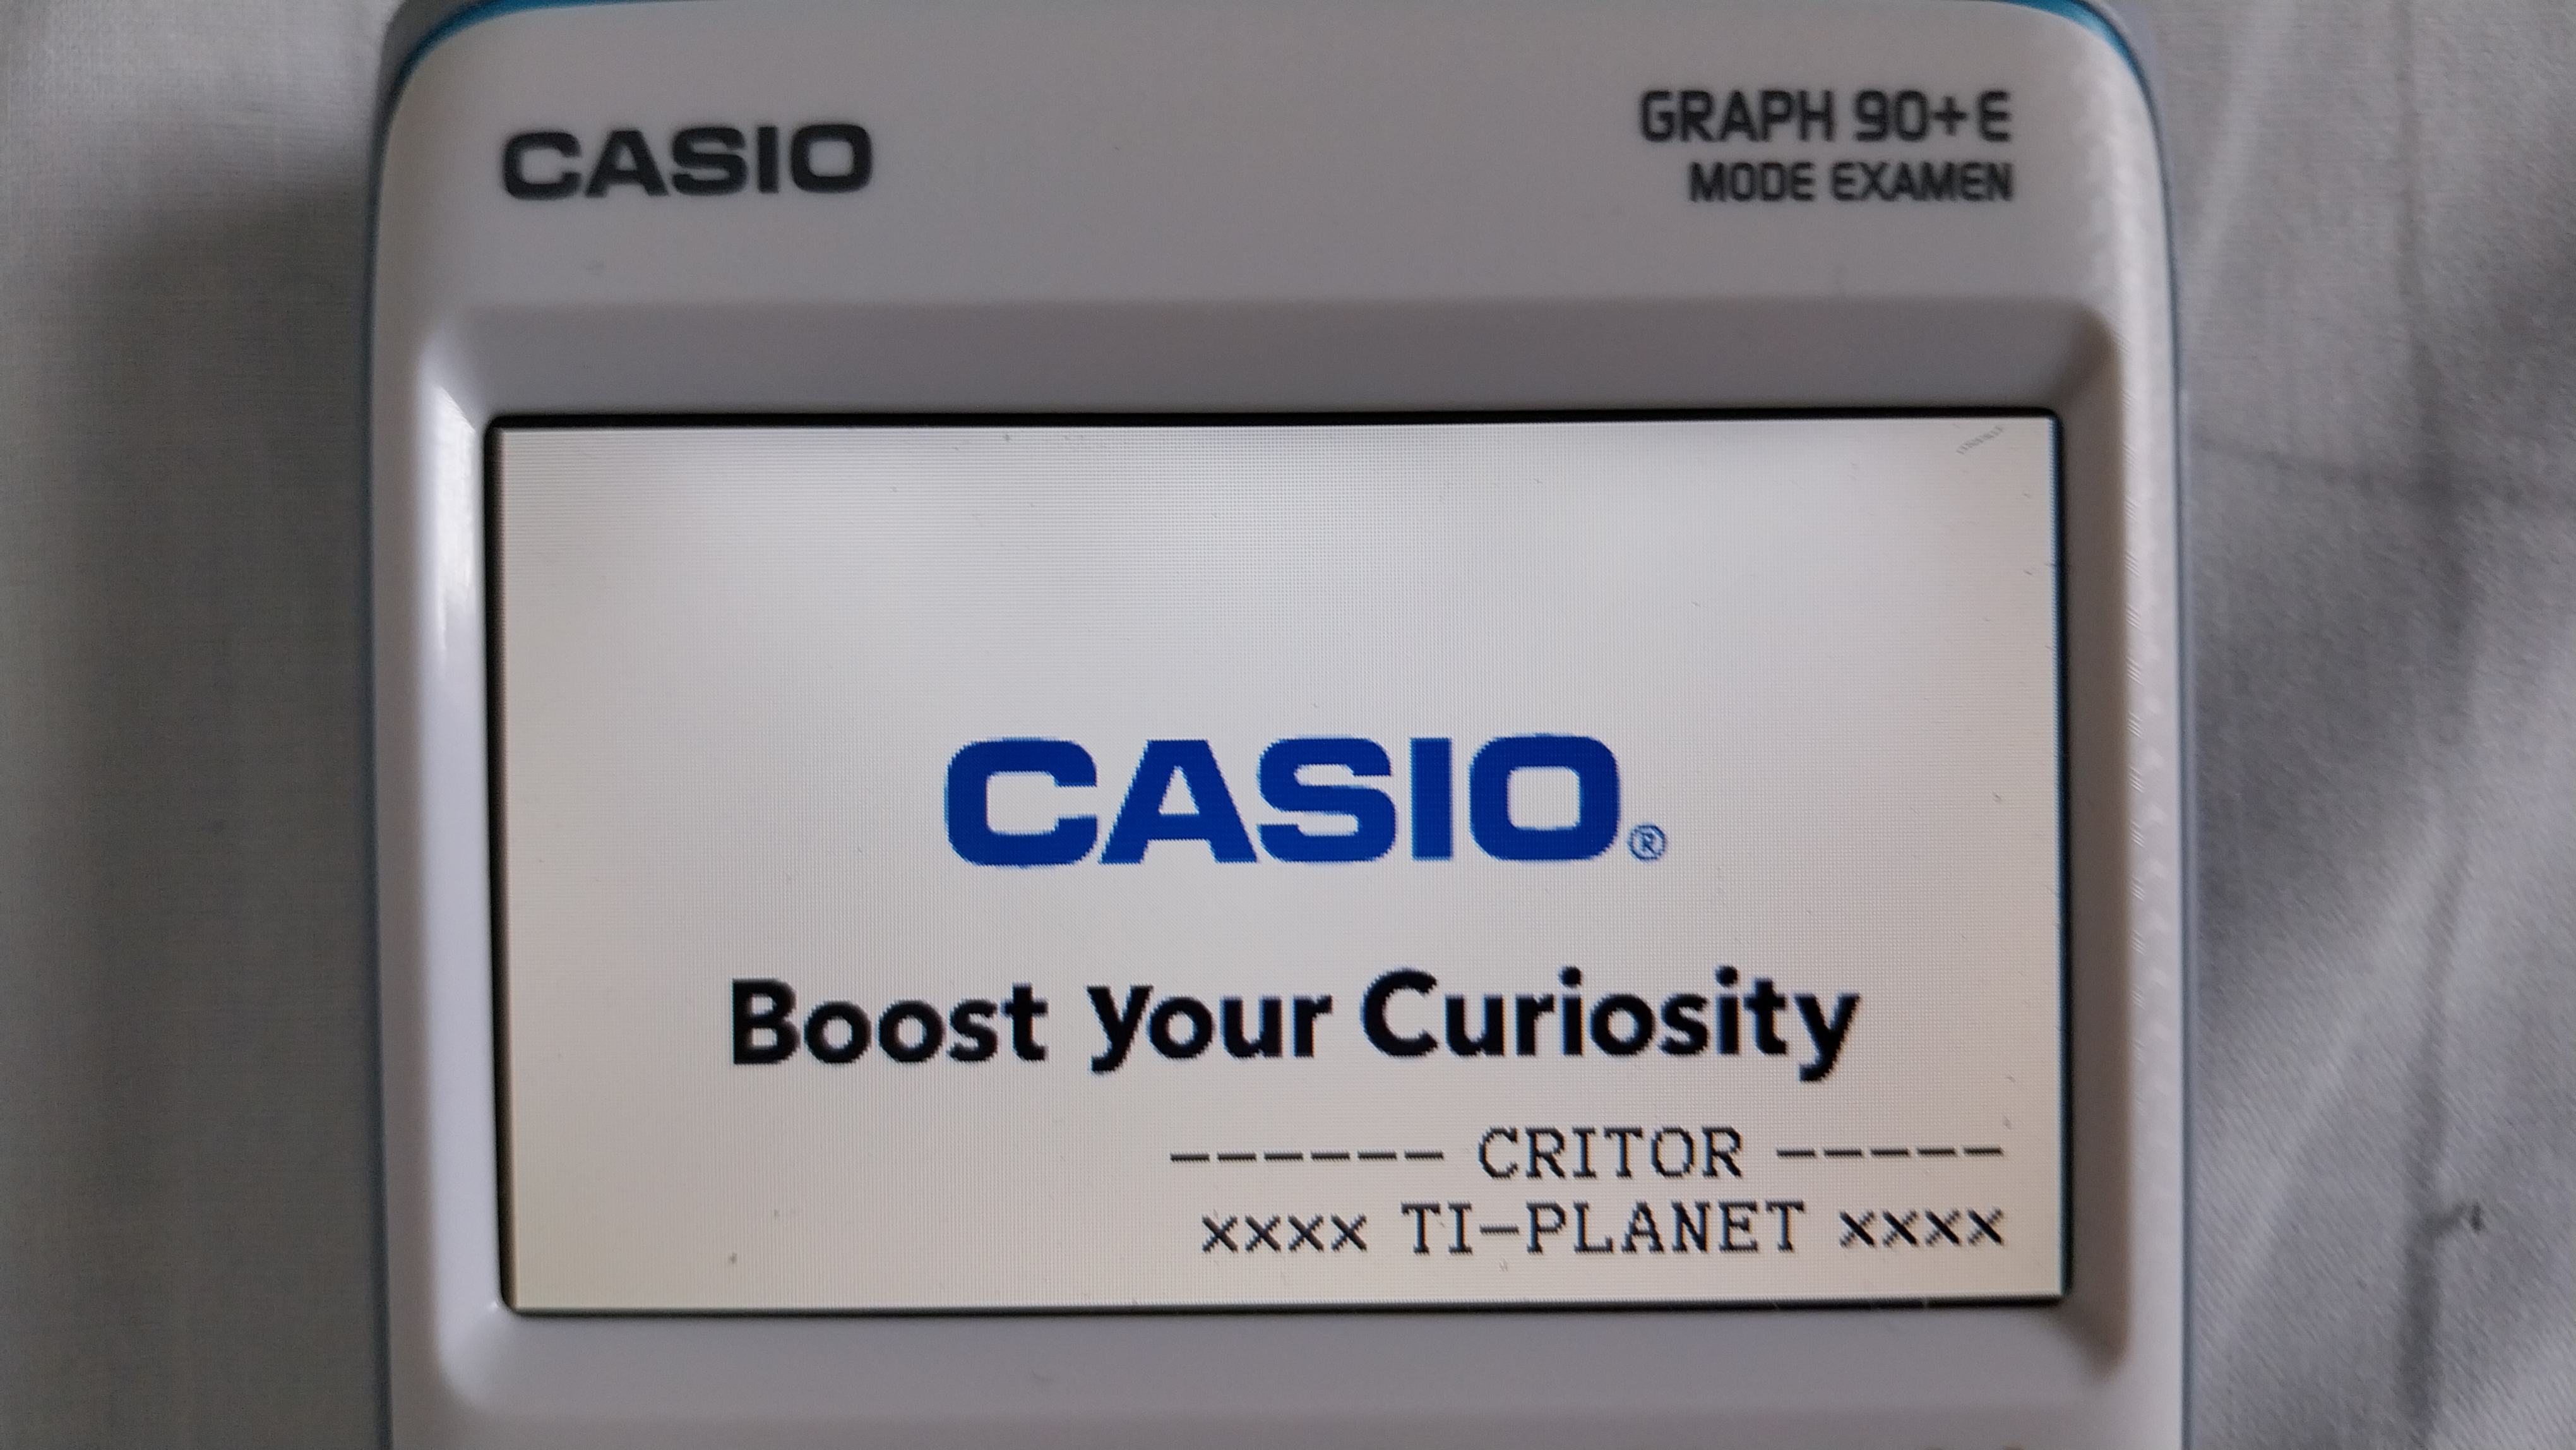 CASIO
GRAPH 90+E
MODE EXAMEN
CASIO®
Boost your Curiosity
------ CRITOR -----
xxxx TI-PLANET xxxx